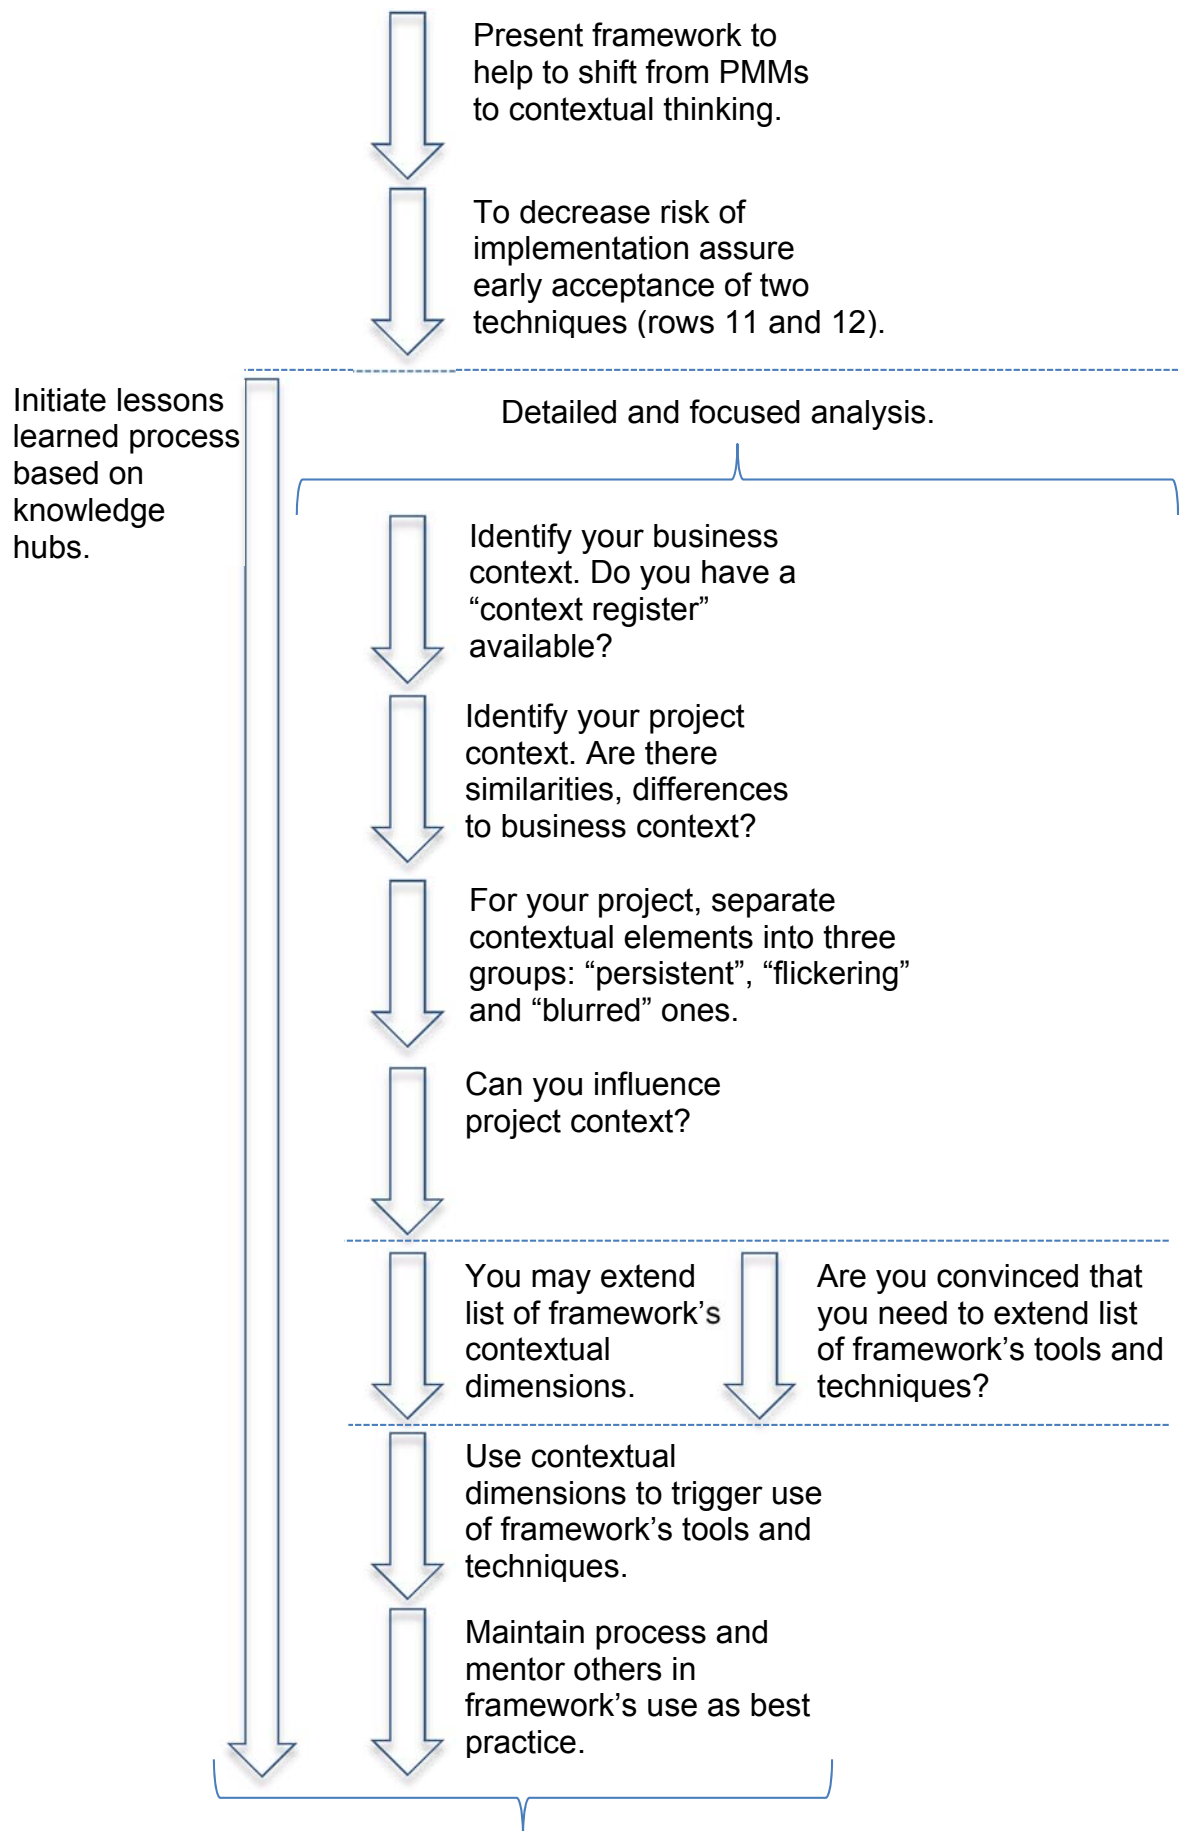 Present framework to
help to shift from PMMs
to contextual thinking.
To decrease risk of
implementation assure
early acceptance of two
techniques (rows 11 and 12).
Initiate lessons
learned process
based on
knowledge
hubs.
Detailed and focused analysis.
Identify your business
context. Do you have a
“context register”
available?
Identify your project
context. Are there
similarities, differences
to business context?
For your project, separate
contextual elements into three
groups: “persistent”, “flickering”
and “blurred” ones.
Can you influence
project context?
You may extend
list of framework’s
contextual
dimensions.
Are you convinced that
you need to extend list
of framework’s tools and
techniques?
Use contextual
dimensions to trigger use
of framework’s tools and
techniques.
Maintain process and
mentor others in
framework’s use as best
practice.